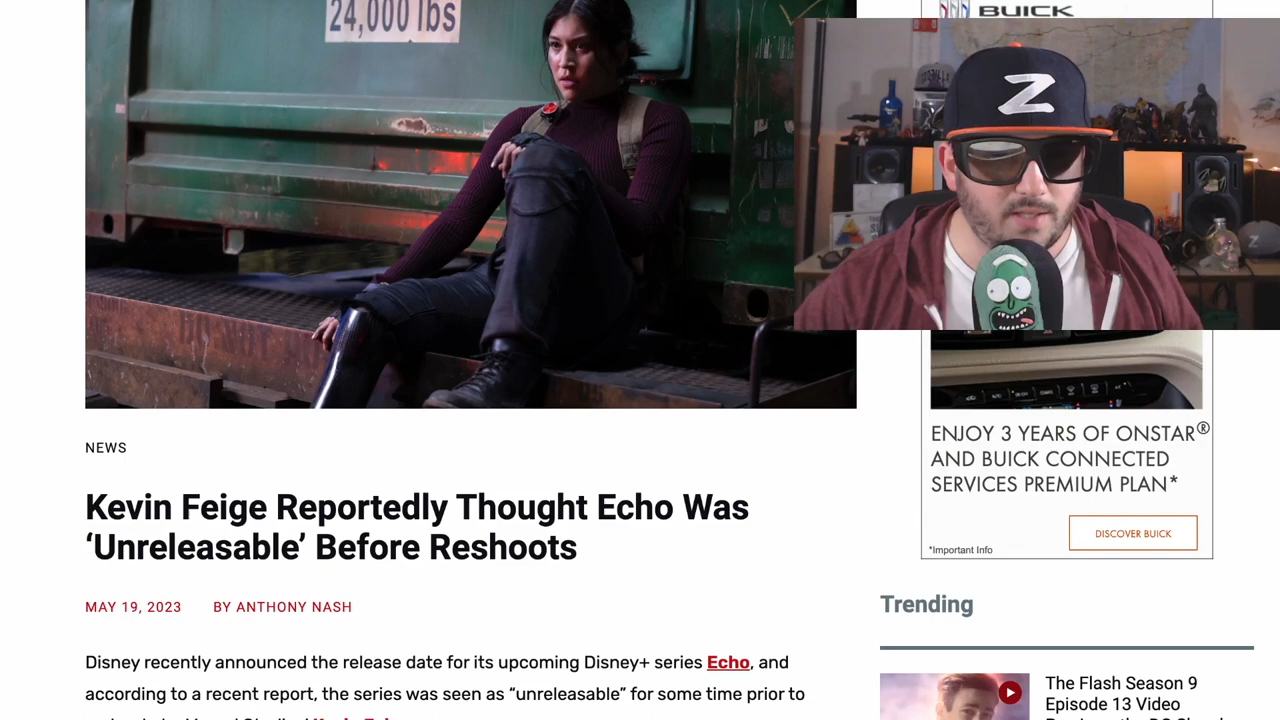 24,000 lbs
BUICK
Z
NEWS
Kevin Feige Reportedly Thought Echo Was
‘Unreleasable’ Before Reshoots
MAY 19, 2023 BY ANTHONY NASH
Disney recently announced the release date for its upcoming Disney+ series Echo, and
according to a recent report, the series was seen as “unreleasable” for some time prior to
ENJOY 3 YEARS OF ONSTAR®
AND BUICK CONNECTED
SERVICES PREMIUM PLAN*
DISCOVER BUICK
*Important Info
Trending
The Flash Season 9
Episode 13 Video